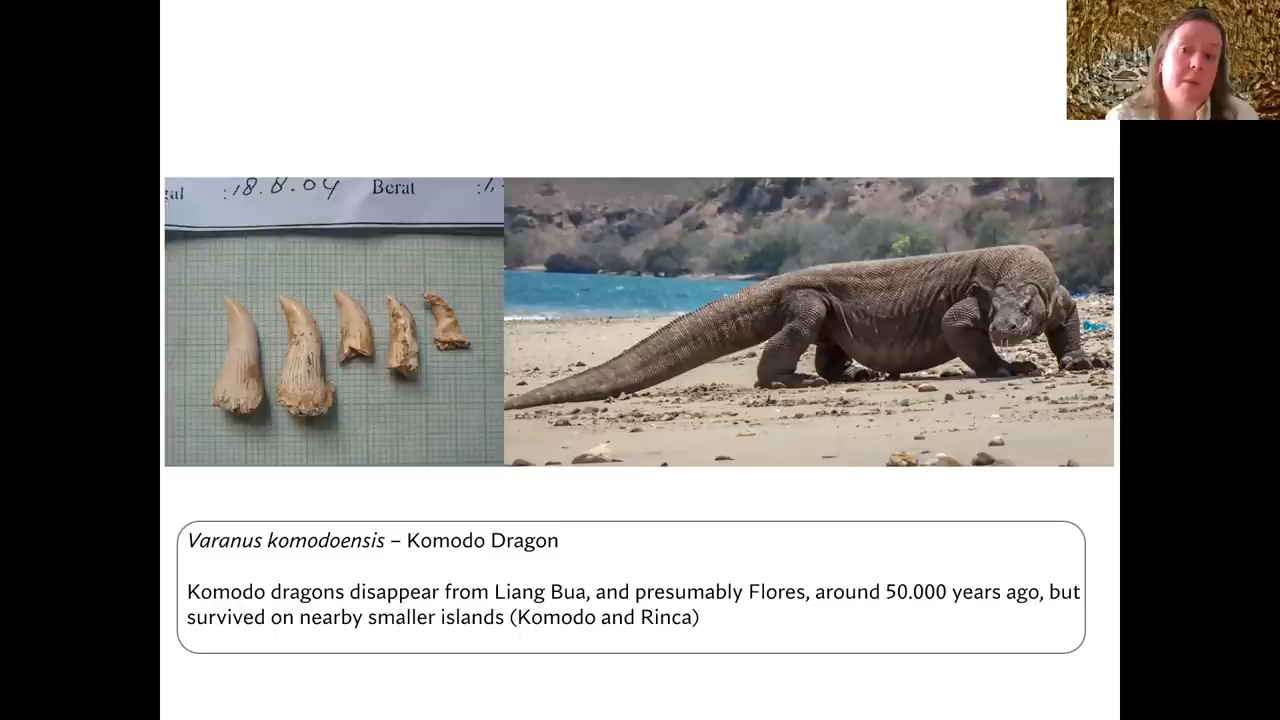 : 18.8.04 Berat :
Varanus komodoensis – Komodo Dragon
Komodo dragons disappear from Liang Bua, and presumably Flores, around 50.000 years ago, but
survived on nearby smaller islands (Komodo and Rinca)